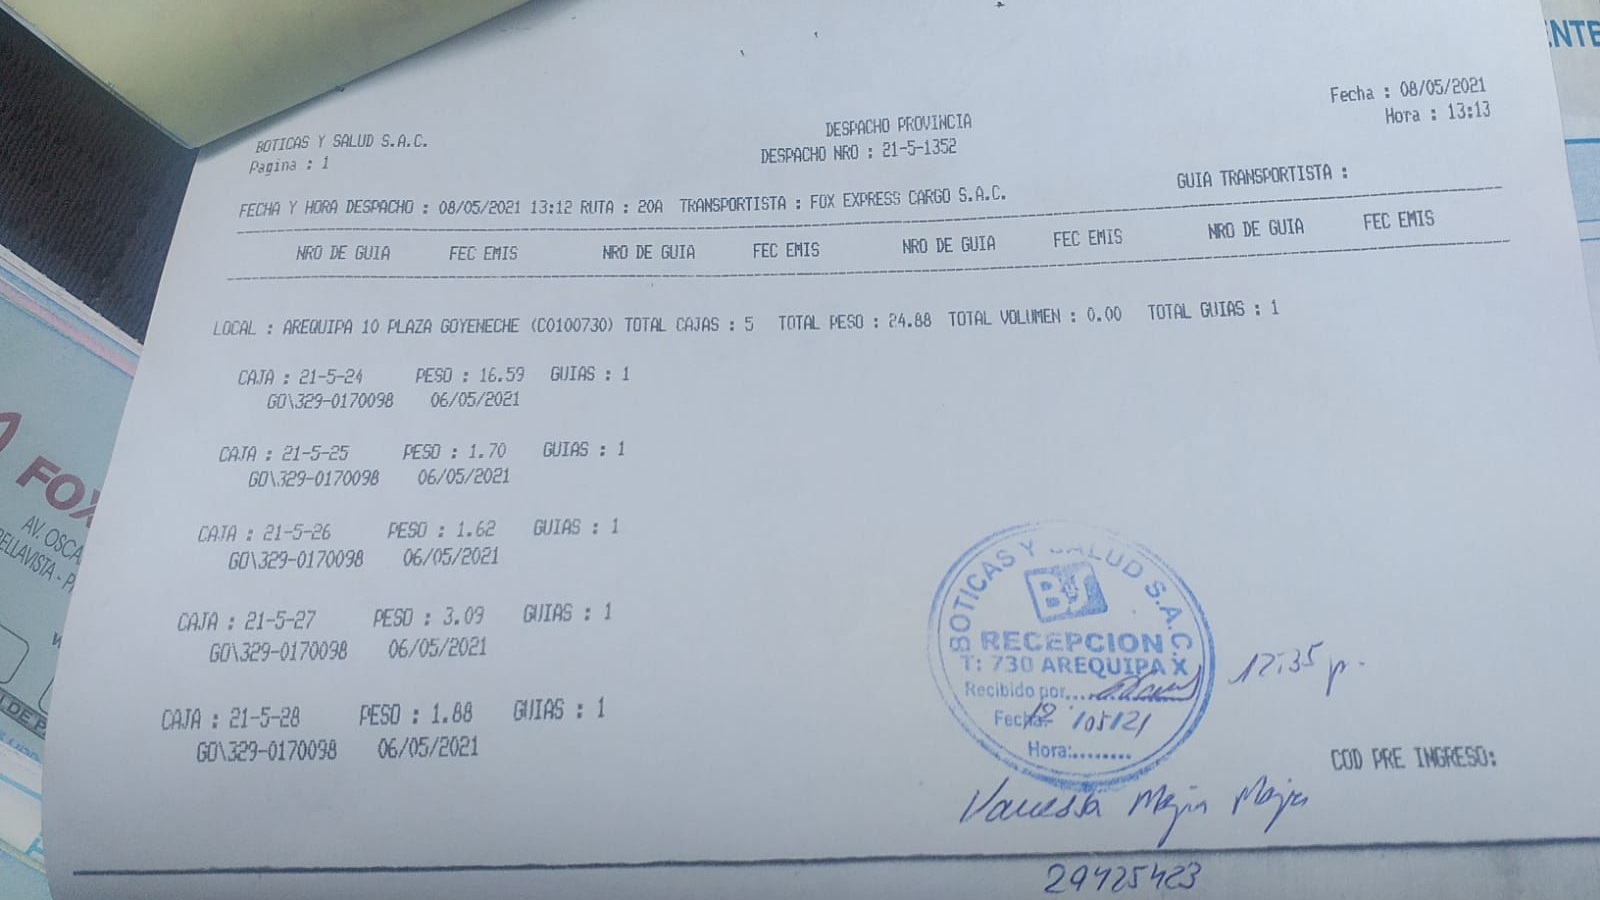 ENTE
Fecha : 08/05/2021
Hora : 13:13
BOTICAS Y SALUD S.A.C.
Pagina : 1
DESPACHO PROVINCIA
DESPACHO NRO : 21-5-1352
GUIA TRANSPORTISTA :
FECHA Y HORA DESPACHO : 08/05/2021 13:12 RUTA : 20A TRANSPORTISTA : FOX EXPRESS CARGO S.A.C.
NRO DE GUIA FEC EMIS NRO DE GUIA FEC EMIS NRO DE GUIA FEC EMIS NRO DE GUIA FEC EMIS
LOCAL : AREQUIPA 10 PLAZA GOYENECHE (C0100730) TOTAL CAJAS : 5 TOTAL PESO : 24.88 TOTAL VOLUMEN : 0.00 TOTAL GUIAS : 1
CAJA : 21-5-24 PESO : 16.59 GUIAS : 1
GO\329-0170098 06/05/2021
CAJA : 21-5-25 PESO : 1.70 GUIAS : 1
GO\329-0170098 06/05/2021
CAJA : 21-5-26 PESO : 1.62 GUIAS : 1
GO\329-0170098 06/05/2021
CAJA : 21-5-27 PESO : 3.09 GUIAS : 1
GO\329-0170098 06/05/2021
CAJA : 21-5-28 PESO : 1.88 GUIAS : 1
GO\329-0170098 06/05/2021
BOTICAS Y SALUD S.A.C.
BS
RECEPCION
T: 730 AREQUIPA X
Recibido por
Fecha: 12/05/21
Hora:
12:35 p.
COD PRE INGRESO:
Vanessa Mejia
29425423
FOX
AV. OSCA
BELLAVISTA - P